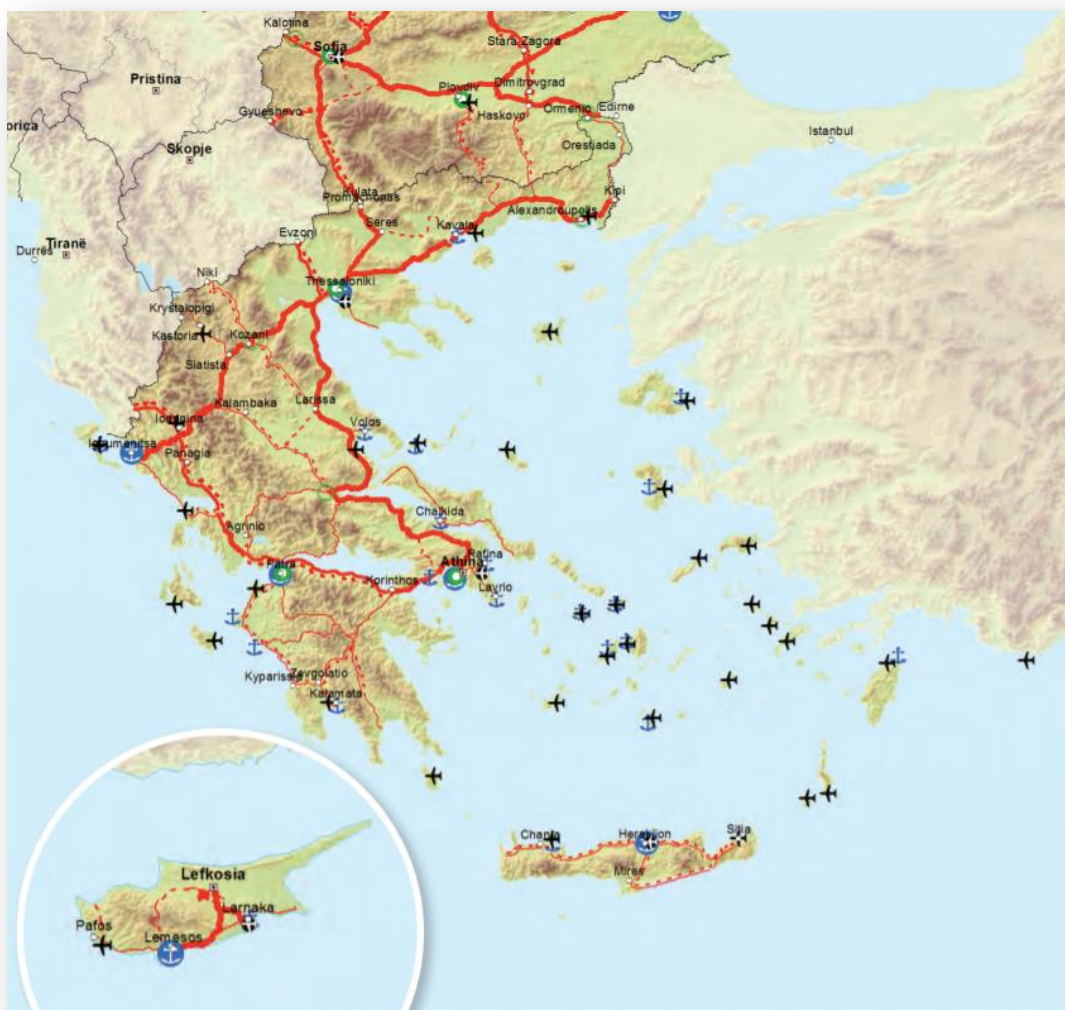 Kalotina
Sofia
Stara Zagora
Pristina
Plovdiv
Dimitrovgrad
Gyueshevo
Haskovo
Ormenio
Edirne
orica
Istanbul
Orestiada
Skopje
Kulata
Promachonas
Kipi
Alexandroupolis
Seres
Kavala
Evzoni
Durrës
Tiranë
Niki
Thessaloniki
Krystalopigi
Kastoria
Kozani
Siatista
Kalambaka
Larissa
Ioannina
Volos
Igoumenitsa
Panagia
Chalkida
Agrinio
Rafina
Patra
Athina
Korinthos
Lavrio
Kyparissia
Zevgolatio
Kalamata
Chania
Heraklion
Sitia
Mires
Lefkosia
Larnaka
Pafos
Lemesos